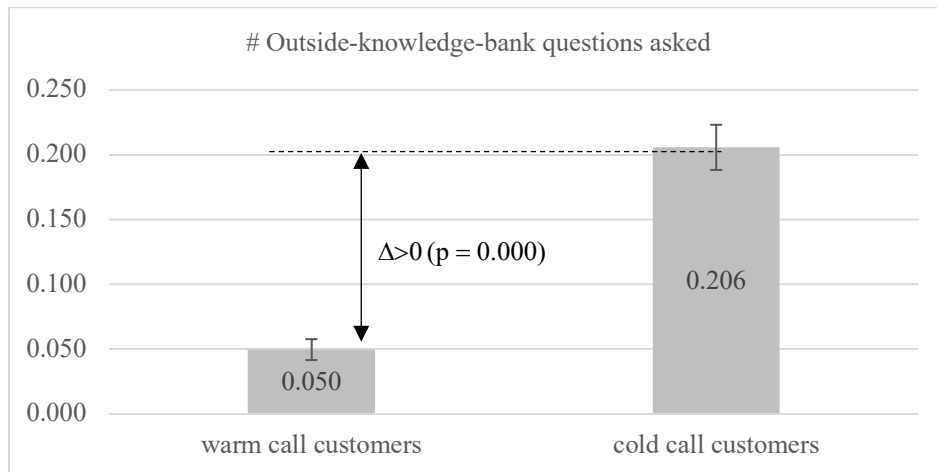 # Outside-knowledge-bank questions asked
0.250
0.200
0.150
0.100
0.050
0.000
Δ>0 (p = 0.000)
0.050
0.206
warm call customers
cold call customers